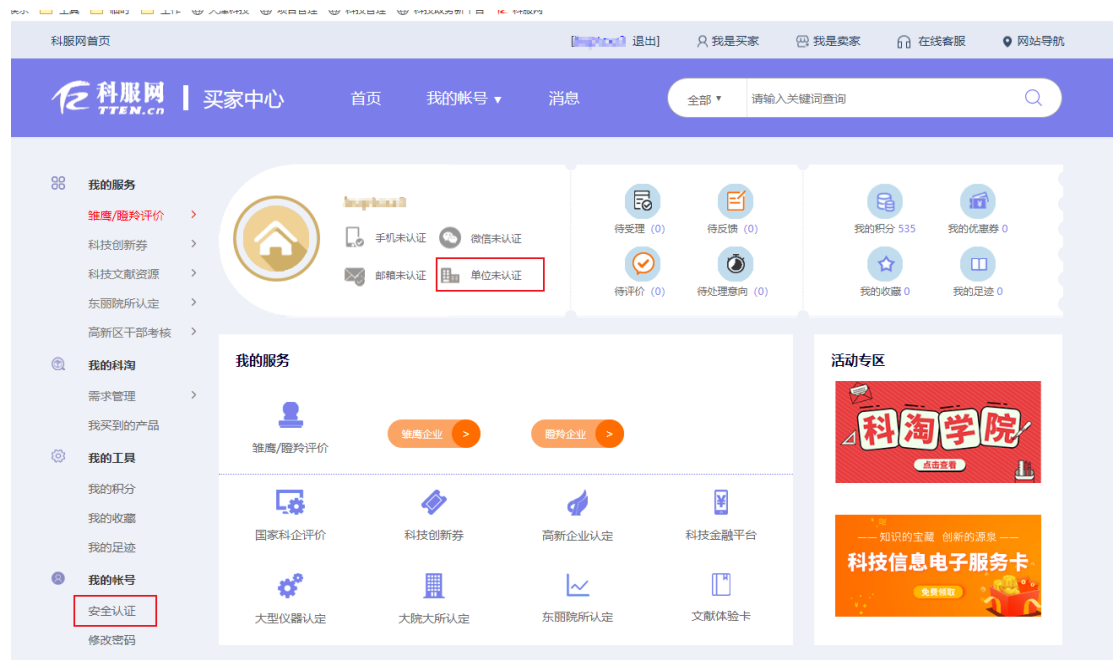 科服网首页
退出]
我是买家
我是卖家
在线客服
网站导航
科服网
TTEN.cn
买家中心
首页
我的帐号 ▾
消息
全部 ▾
请输入关键词查询
我的服务
雏鹰/瞪羚评价 >
科技创新券 >
科技文献资源 >
东丽院所认定 >
高新区干部考核 >
我的科淘
需求管理 >
我买到的产品
我的工具
我的积分
我的收藏
我的足迹
我的帐号
安全认证
修改密码
手机未认证
微信未认证
邮箱未认证
单位未认证
待受理 (0)
待反馈 (0)
待评价 (0)
待处理意向 (0)
我的积分 535
我的优惠券 0
我的收藏 0
我的足迹 0
我的服务
雏鹰/瞪羚评价
雏鹰企业 >
瞪羚企业 >
国家科企评价
科技创新券
高新企业认定
科技金融平台
大型仪器认定
大院大所认定
东丽院所认定
文献体验卡
活动专区
科淘学院
点击查看
—— 知识的宝藏 创新的源泉 ——
科技信息电子服务卡
免费领取